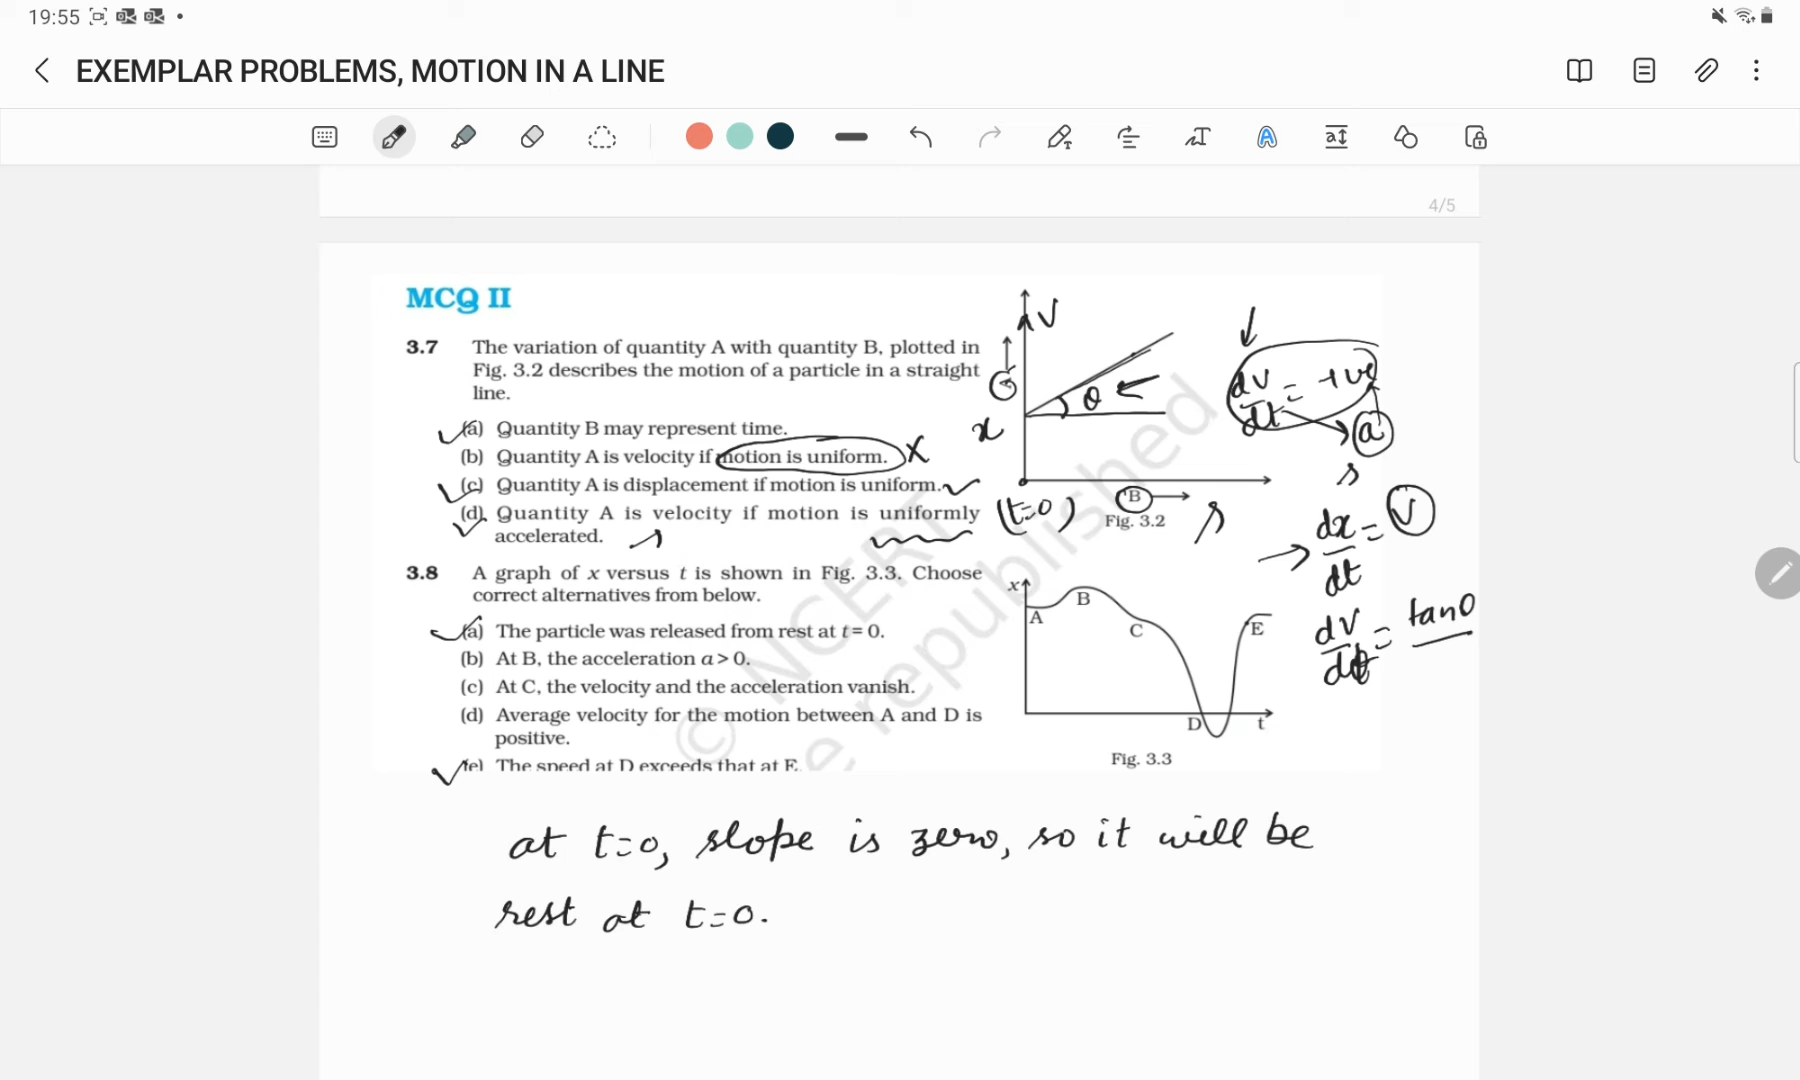 19:55
EXEMPLAR PROBLEMS, MOTION IN A LINE
4/5
MCQ II
3.7 The variation of quantity A with quantity B, plotted in
Fig. 3.2 describes the motion of a particle in a straight
line.
(a) Quantity B may represent time.
(b) Quantity A is velocity if motion is uniform. X
(c) Quantity A is displacement if motion is uniform.
(d) Quantity A is velocity if motion is uniformly
accelerated.
V
θ
x
(t=0)
B
Fig. 3.2
dv/dt = +ve
a
dx/dt = V
dv/dt = tanθ
3.8 A graph of x versus t is shown in Fig. 3.3. Choose
correct alternatives from below.
(a) The particle was released from rest at t = 0.
(b) At B, the acceleration a > 0.
(c) At C, the velocity and the acceleration vanish.
(d) Average velocity for the motion between A and D is
positive.
(e) The speed at D exceeds that at E.
x
A
B
C
D
E
t
Fig. 3.3
© NCERT
be republished
at t=0, slope is zero, so it will be
rest at t=0.